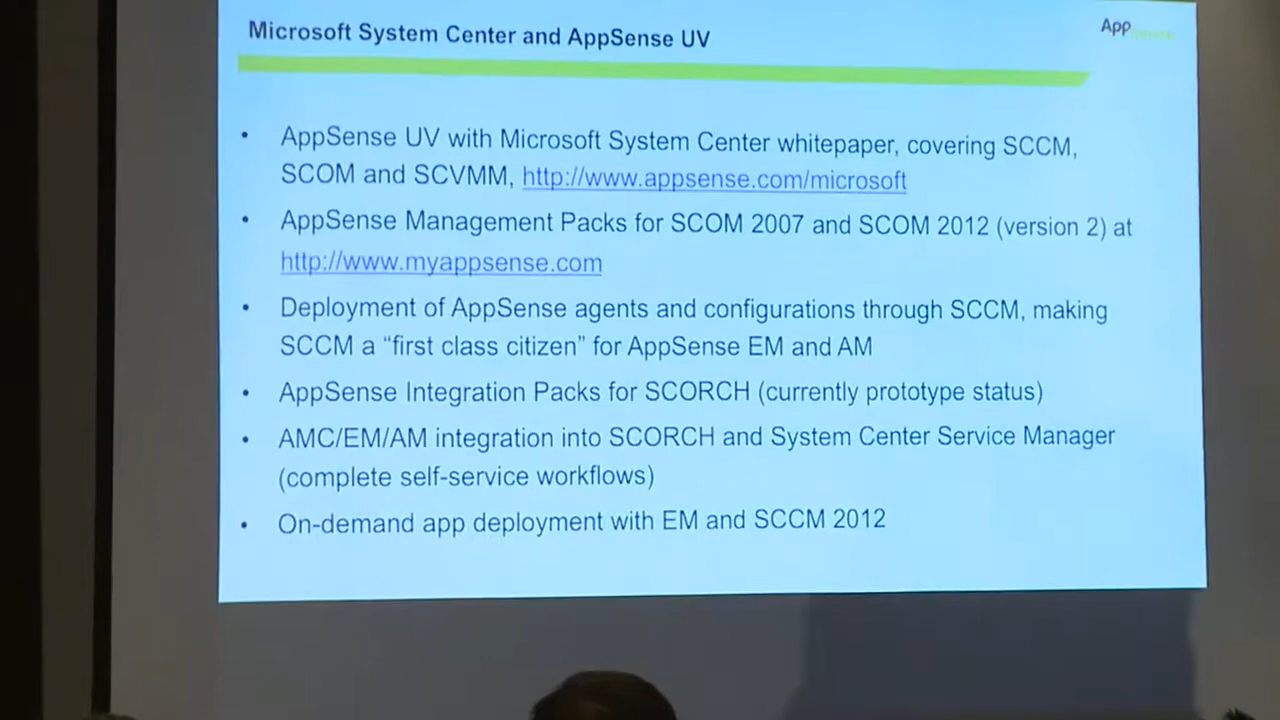 Microsoft System Center and AppSense UV
App
• AppSense UV with Microsoft System Center whitepaper, covering SCCM,
SCOM and SCVMM, http://www.appsense.com/microsoft
• AppSense Management Packs for SCOM 2007 and SCOM 2012 (version 2) at
http://www.myappsense.com
• Deployment of AppSense agents and configurations through SCCM, making
SCCM a “first class citizen” for AppSense EM and AM
• AppSense Integration Packs for SCORCH (currently prototype status)
• AMC/EM/AM integration into SCORCH and System Center Service Manager
(complete self-service workflows)
• On-demand app deployment with EM and SCCM 2012